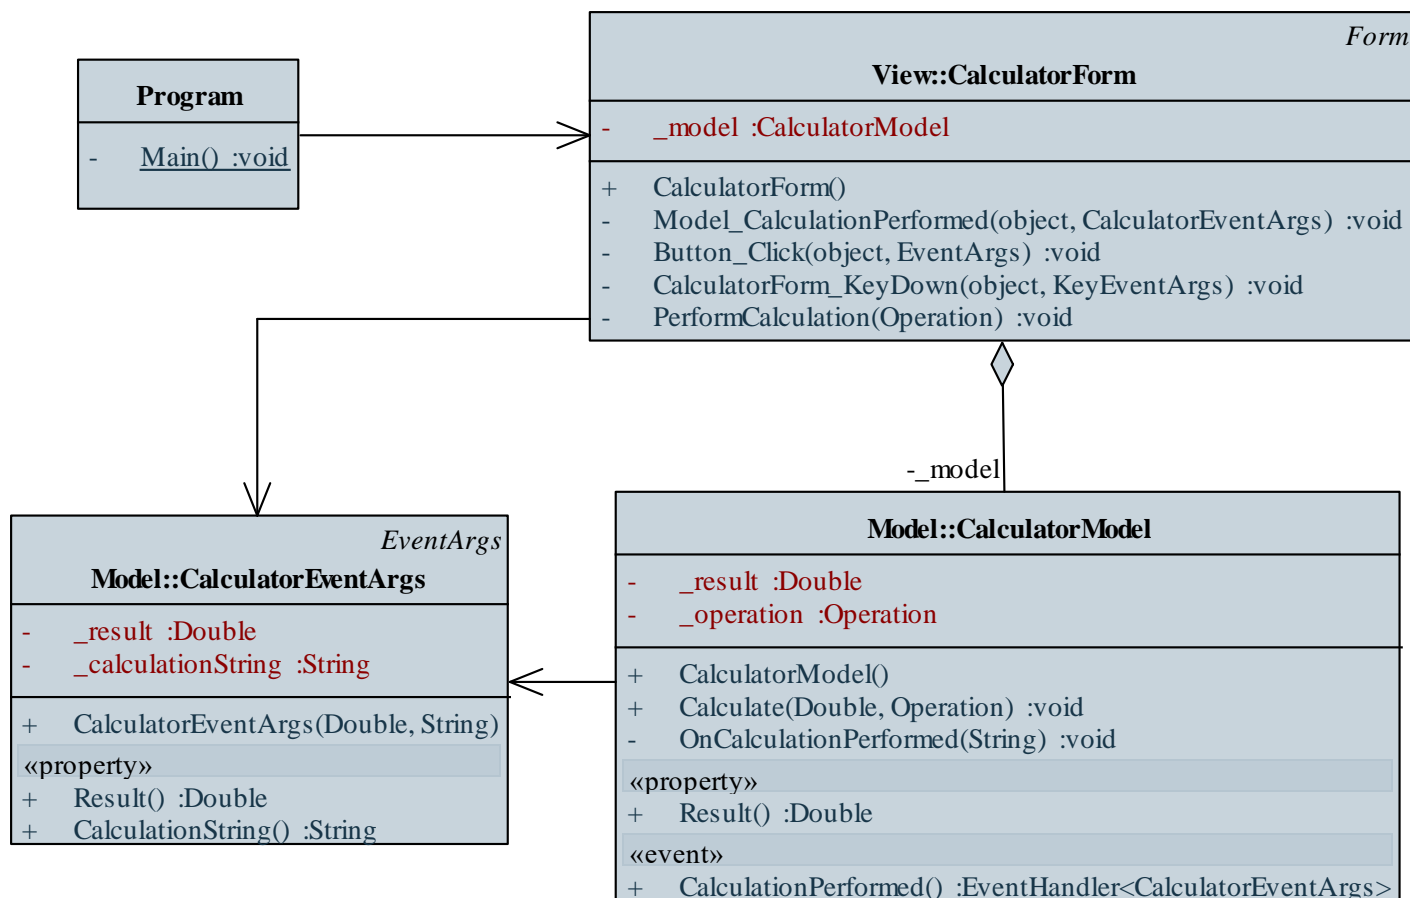 Program
- Main() :void
Form
View::CalculatorForm
- _model :CalculatorModel
+ CalculatorForm()
- Model_CalculationPerformed(object, CalculatorEventArgs) :void
- Button_Click(object, EventArgs) :void
- CalculatorForm_KeyDown(object, KeyEventArgs) :void
- PerformCalculation(Operation) :void
-_model
EventArgs
Model::CalculatorEventArgs
- _result :Double
- _calculationString :String
+ CalculatorEventArgs(Double, String)
«property»
+ Result() :Double
+ CalculationString() :String
Model::CalculatorModel
- _result :Double
- _operation :Operation
+ CalculatorModel()
+ Calculate(Double, Operation) :void
- OnCalculationPerformed(String) :void
«property»
+ Result() :Double
«event»
+ CalculationPerformed() :EventHandler<CalculatorEventArgs>